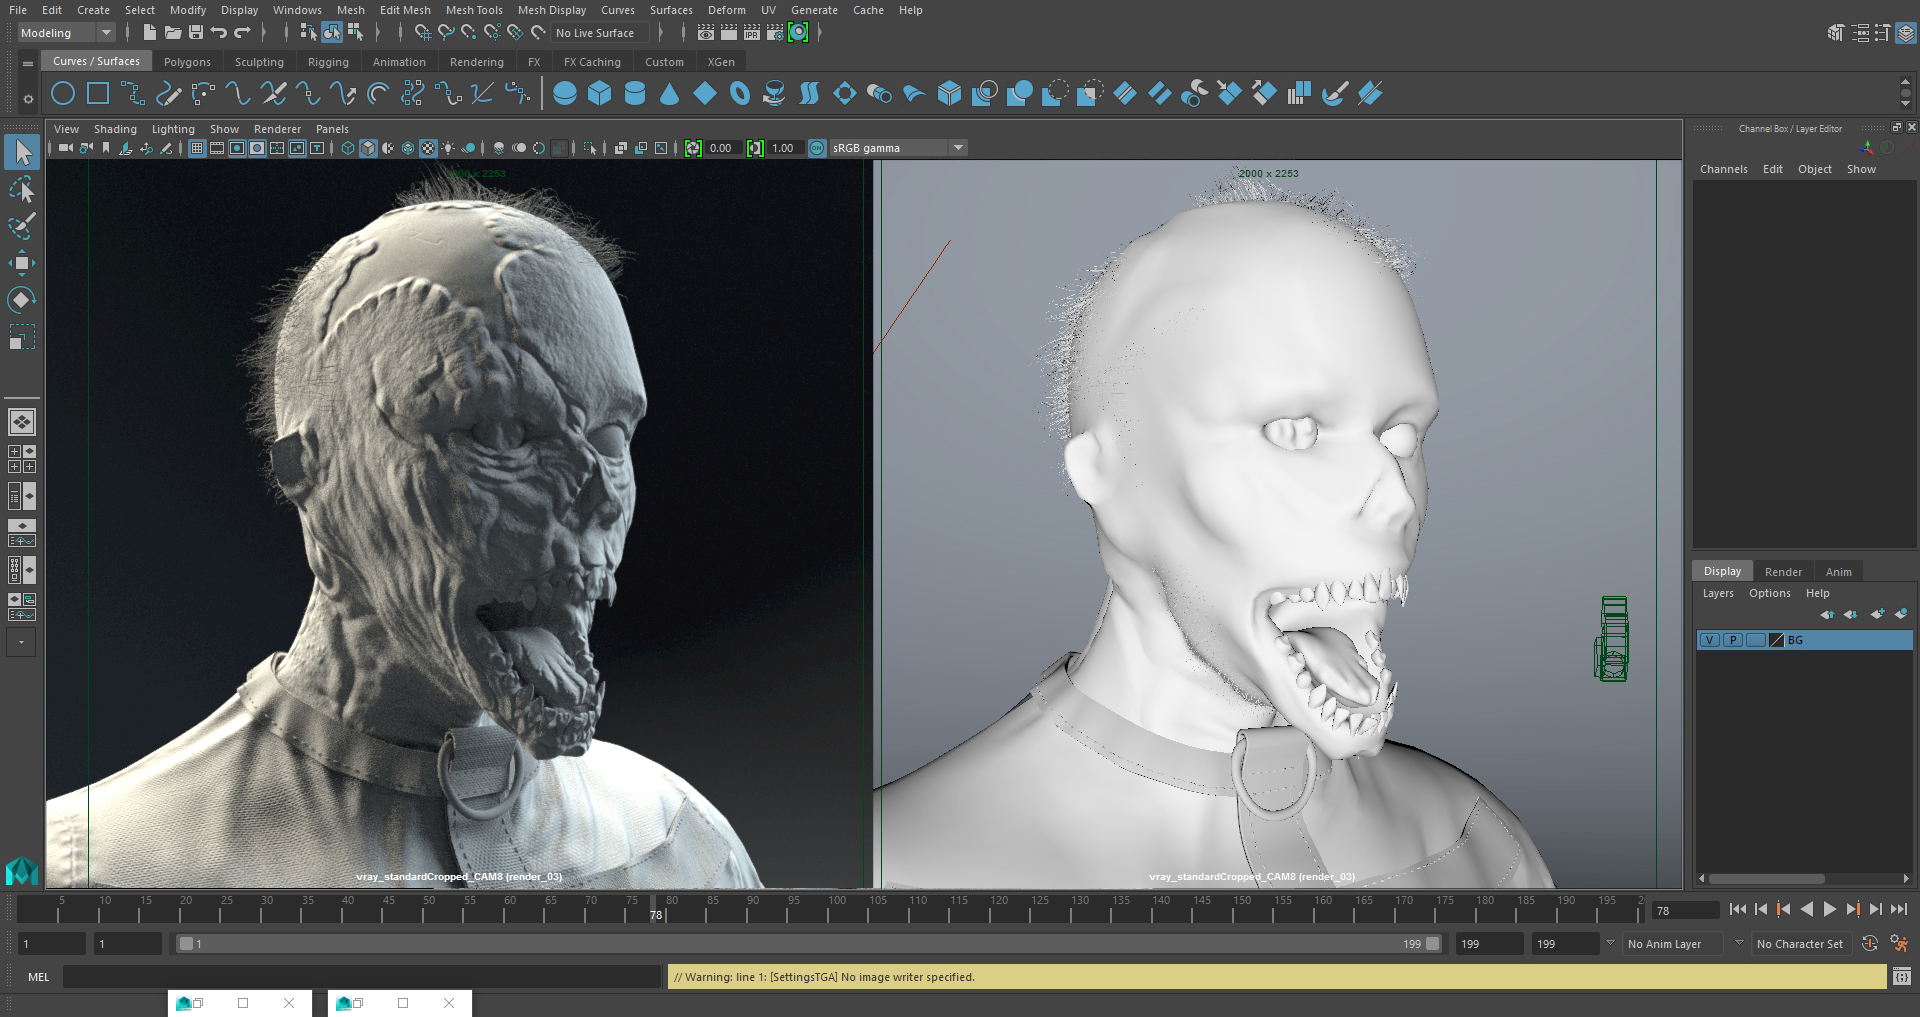 File Edit Create Select Modify Display Windows Mesh Edit Mesh Mesh Tools Mesh Display Curves Surfaces Deform UV Generate Cache Help
Modeling No Live Surface
Curves / Surfaces Polygons Sculpting Rigging Animation Rendering FX FX Caching Custom XGen
View Shading Lighting Show Renderer Panels
0.00 1.00 ON sRGB gamma
Channel Box / Layer Editor
Channels Edit Object Show
2000 x 2253
2000 x 2253
Display Render Anim
Layers Options Help
V P BG
vray_standardCropped_CAM8 (render_03)
vray_standardCropped_CAM8 (render_03)
5 10 15 20 25 30 35 40 45 50 55 60 65 70 75 80 85 90 95 100 105 110 115 120 125 130 135 140 145 150 155 160 165 170 175 180 185 190 195
78
78
1 1 1 199 199 199 No Anim Layer No Character Set
MEL
// Warning: line 1: [SettingsTGA] No image writer specified.